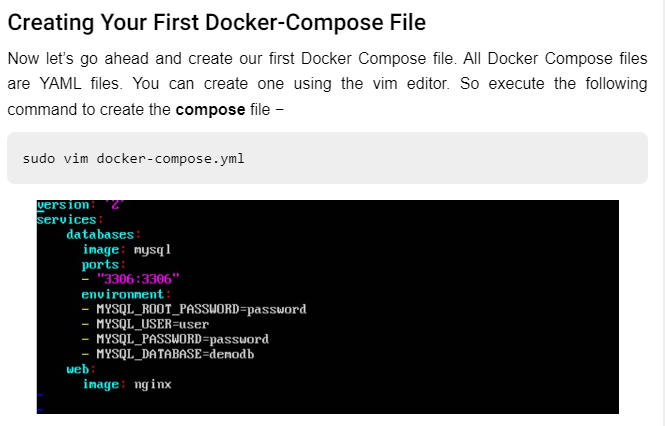 Creating Your First Docker-Compose File
Now let's go ahead and create our first Docker Compose file. All Docker Compose files
are YAML files. You can create one using the vim editor. So execute the following
command to create the compose file −
sudo vim docker-compose.yml
version: '2'
services:
    databases:
      image: mysql
      ports:
      - "3306:3306"
      environment:
      - MYSQL_ROOT_PASSWORD=password
      - MYSQL_USER=user
      - MYSQL_PASSWORD=password
      - MYSQL_DATABASE=demodb
    web:
      image: nginx